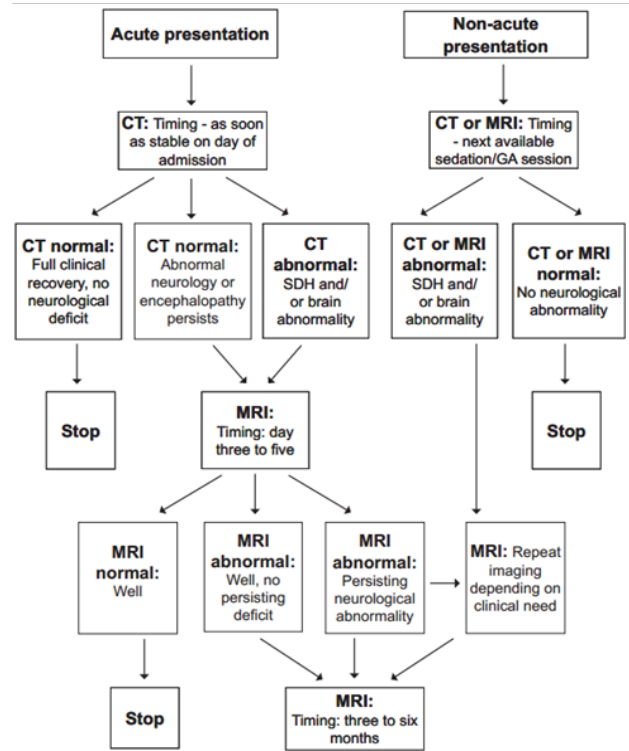 Acute presentation
Non-acute
presentation
CT: Timing - as soon
as stable on day of
admission
CT or MRI: Timing
- next available
sedation/GA session
CT normal:
Full clinical
recovery, no
neurological
deficit
CT normal:
Abnormal
neurology or
encephalopathy
persists
CT
abnormal:
SDH and/
or brain
abnormality
CT or MRI
abnormal:
SDH and/
or brain
abnormality
CT or MRI
normal:
No neurological
abnormality
Stop
MRI:
Timing: day
three to five
Stop
MRI
normal:
Well
MRI
abnormal:
Well, no
persisting
deficit
MRI
abnormal:
Persisting
neurological
abnormality
MRI: Repeat
imaging
depending on
clinical need
Stop
MRI:
Timing: three to six
months